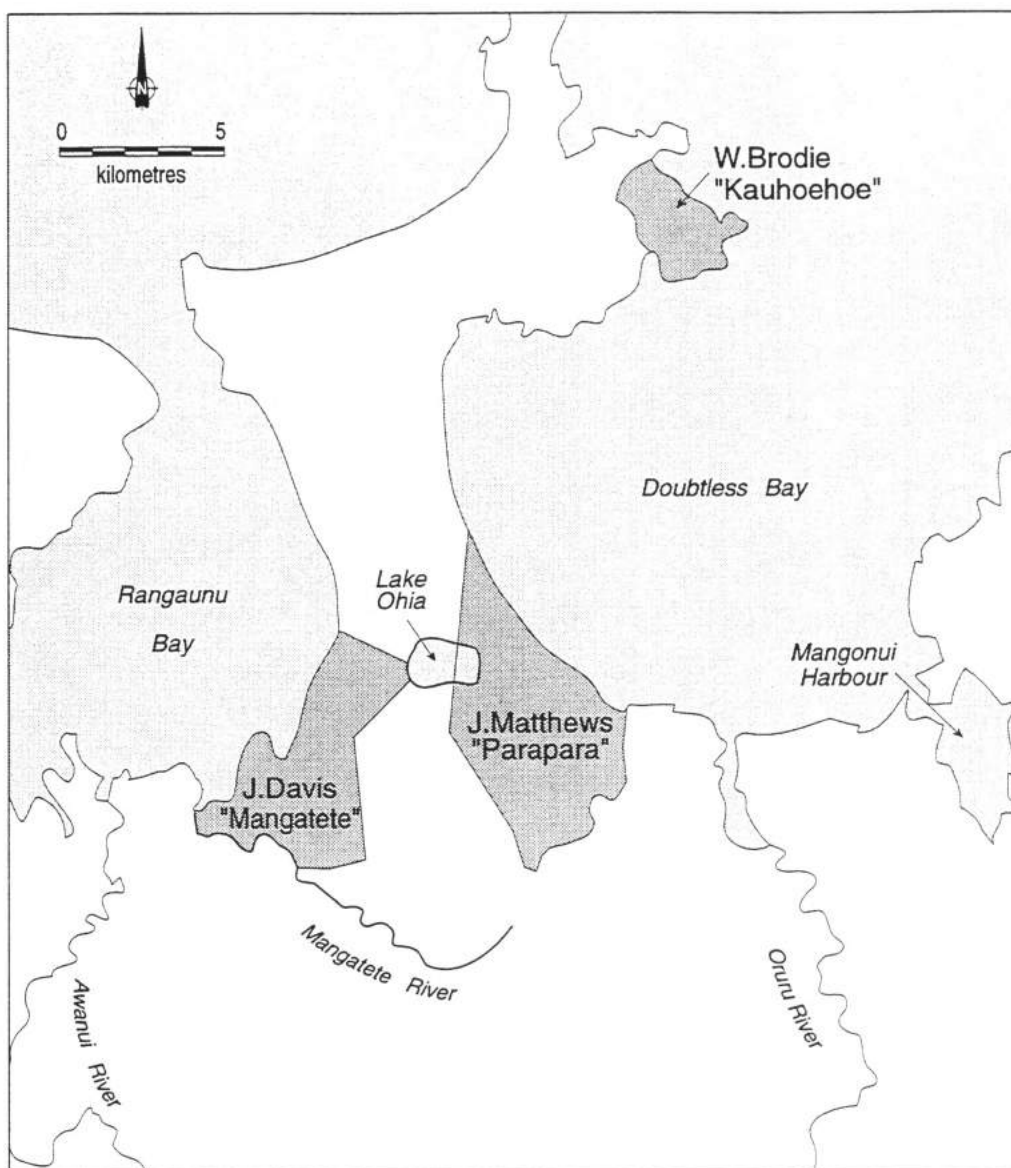 N
0 5
kilometres
W.Brodie
"Kauhoehoe"
Doubtless Bay
Rangaunu
Bay
Lake
Ohia
Mangonui
Harbour
J.Matthews
"Parapara"
J.Davis
"Mangatete"
Mangatete River
Awanui River
Oruru River